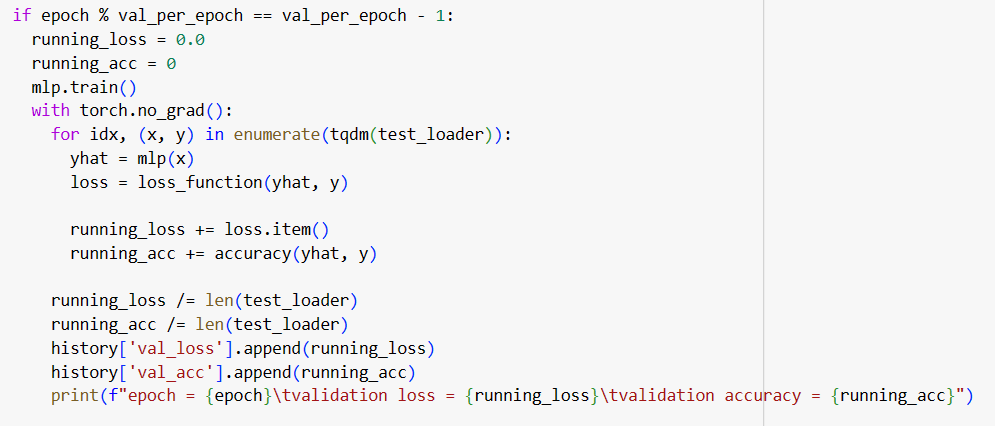 if epoch % val_per_epoch == val_per_epoch - 1:
  running_loss = 0.0
  running_acc = 0
  mlp.train()
  with torch.no_grad():
    for idx, (x, y) in enumerate(tqdm(test_loader)):
      yhat = mlp(x)
      loss = loss_function(yhat, y)

      running_loss += loss.item()
      running_acc += accuracy(yhat, y)

    running_loss /= len(test_loader)
    running_acc /= len(test_loader)
    history['val_loss'].append(running_loss)
    history['val_acc'].append(running_acc)
    print(f"epoch = {epoch}\tvalidation loss = {running_loss}\tvalidation accuracy = {running_acc}")